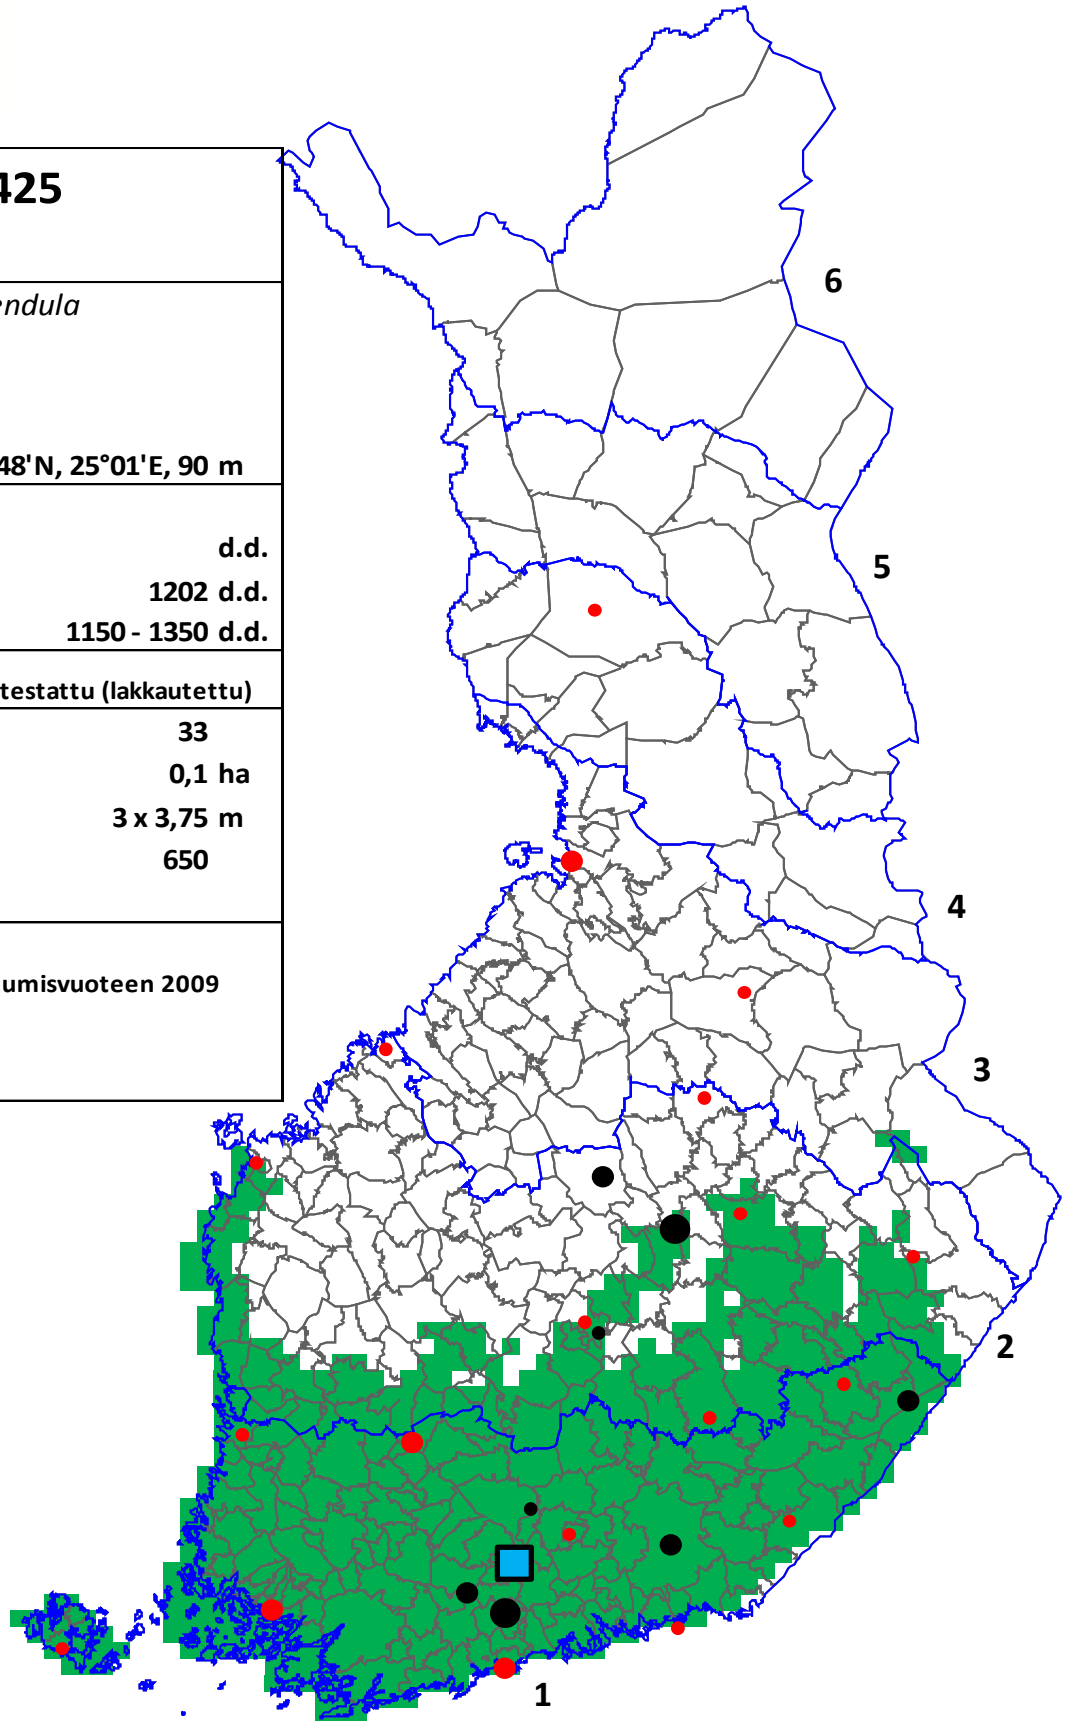 425
endula
48'N, 25°01'E, 90 m
d.d.
1202 d.d.
1150 - 1350 d.d.
testattu (lakkautettu)
33
0,1 ha
3 x 3,75 m
650
umisvuoteen 2009
6
5
4
3
2
1